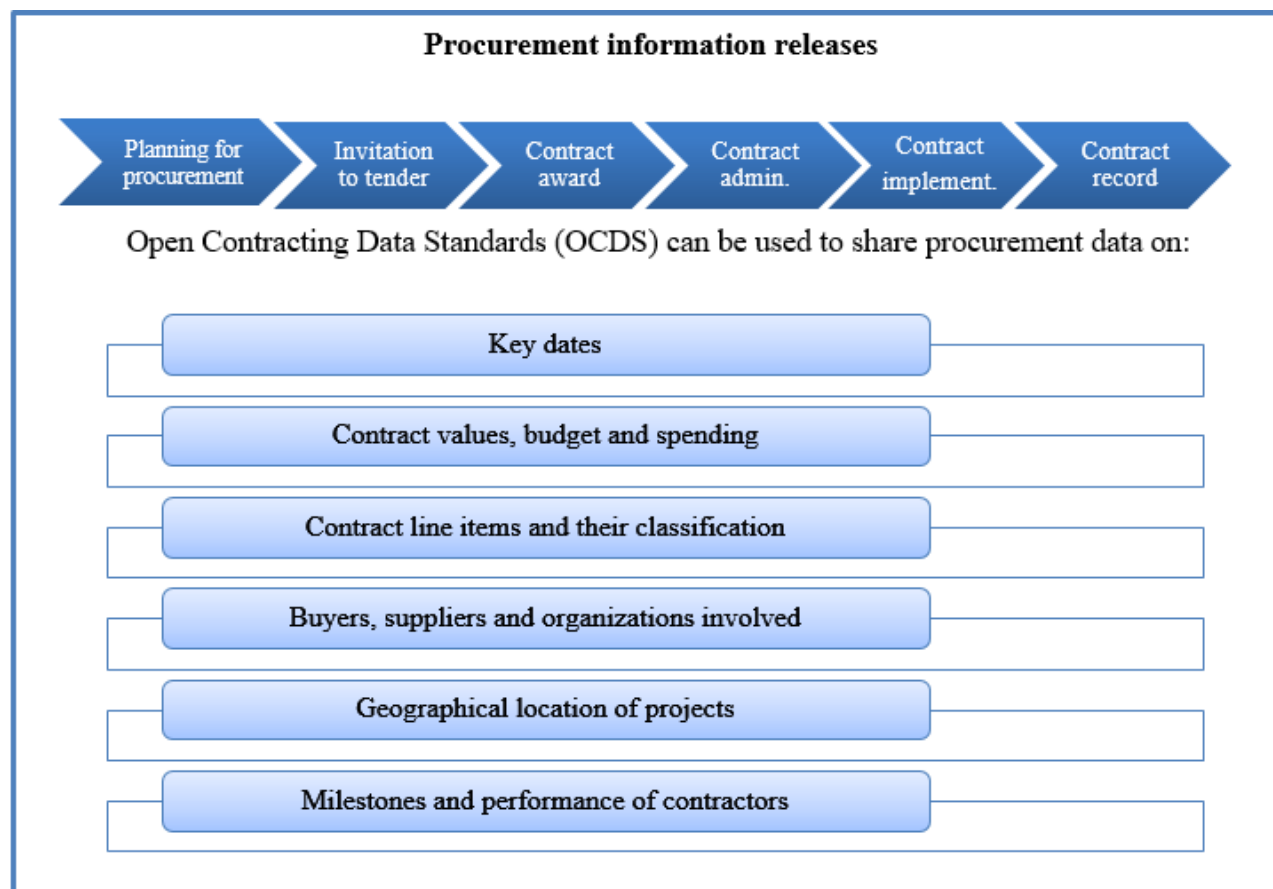 Procurement information releases
Planning for
procurement
Invitation
to tender
Contract
award
Contract
admin.
Contract
implement.
Contract
record
Open Contracting Data Standards (OCDS) can be used to share procurement data on:
Key dates
Contract values, budget and spending
Contract line items and their classification
Buyers, suppliers and organizations involved
Geographical location of projects
Milestones and performance of contractors